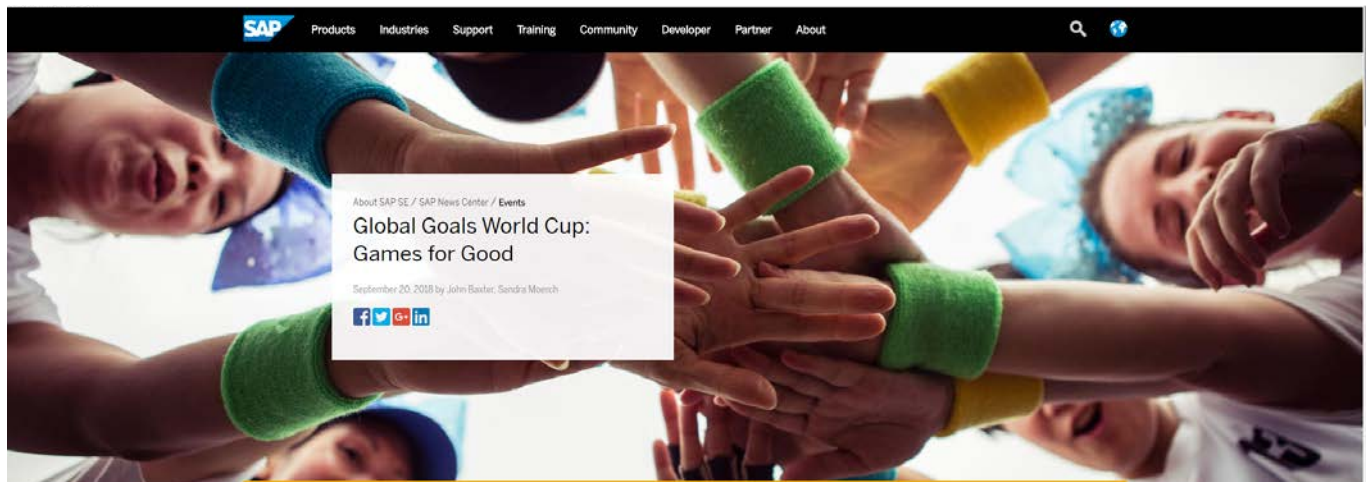 SAP Products Industries Support Training Community Developer Partner About
About SAP SE / SAP News Center / Events
Global Goals World Cup:
Games for Good
September 20, 2018 by John Baxter, Sandra Moerch
f G+ in